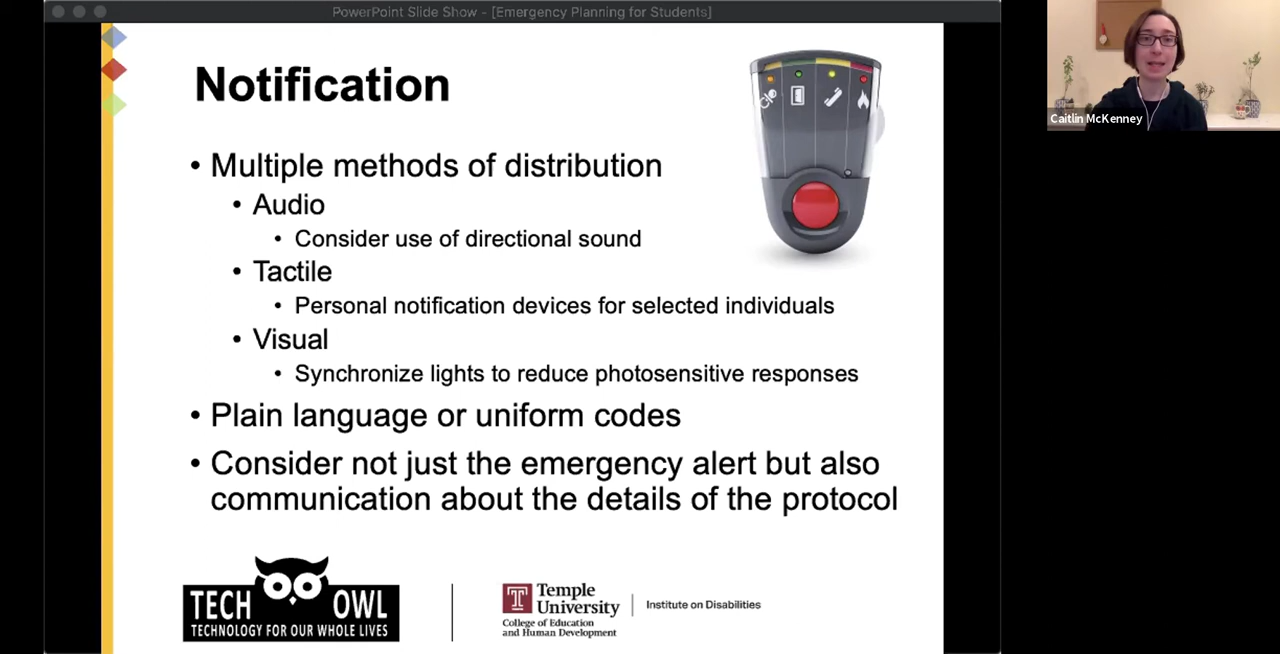 PowerPoint Slide Show - [Emergency Planning for Students]
Notification
• Multiple methods of distribution
• Audio
• Consider use of directional sound
• Tactile
• Personal notification devices for selected individuals
• Visual
• Synchronize lights to reduce photosensitive responses
• Plain language or uniform codes
• Consider not just the emergency alert but also
communication about the details of the protocol
TECH OWL
TECHNOLOGY FOR OUR WHOLE LIVES
T
Temple
University
College of Education
and Human Development
Institute on Disabilities
Caitlin McKenney